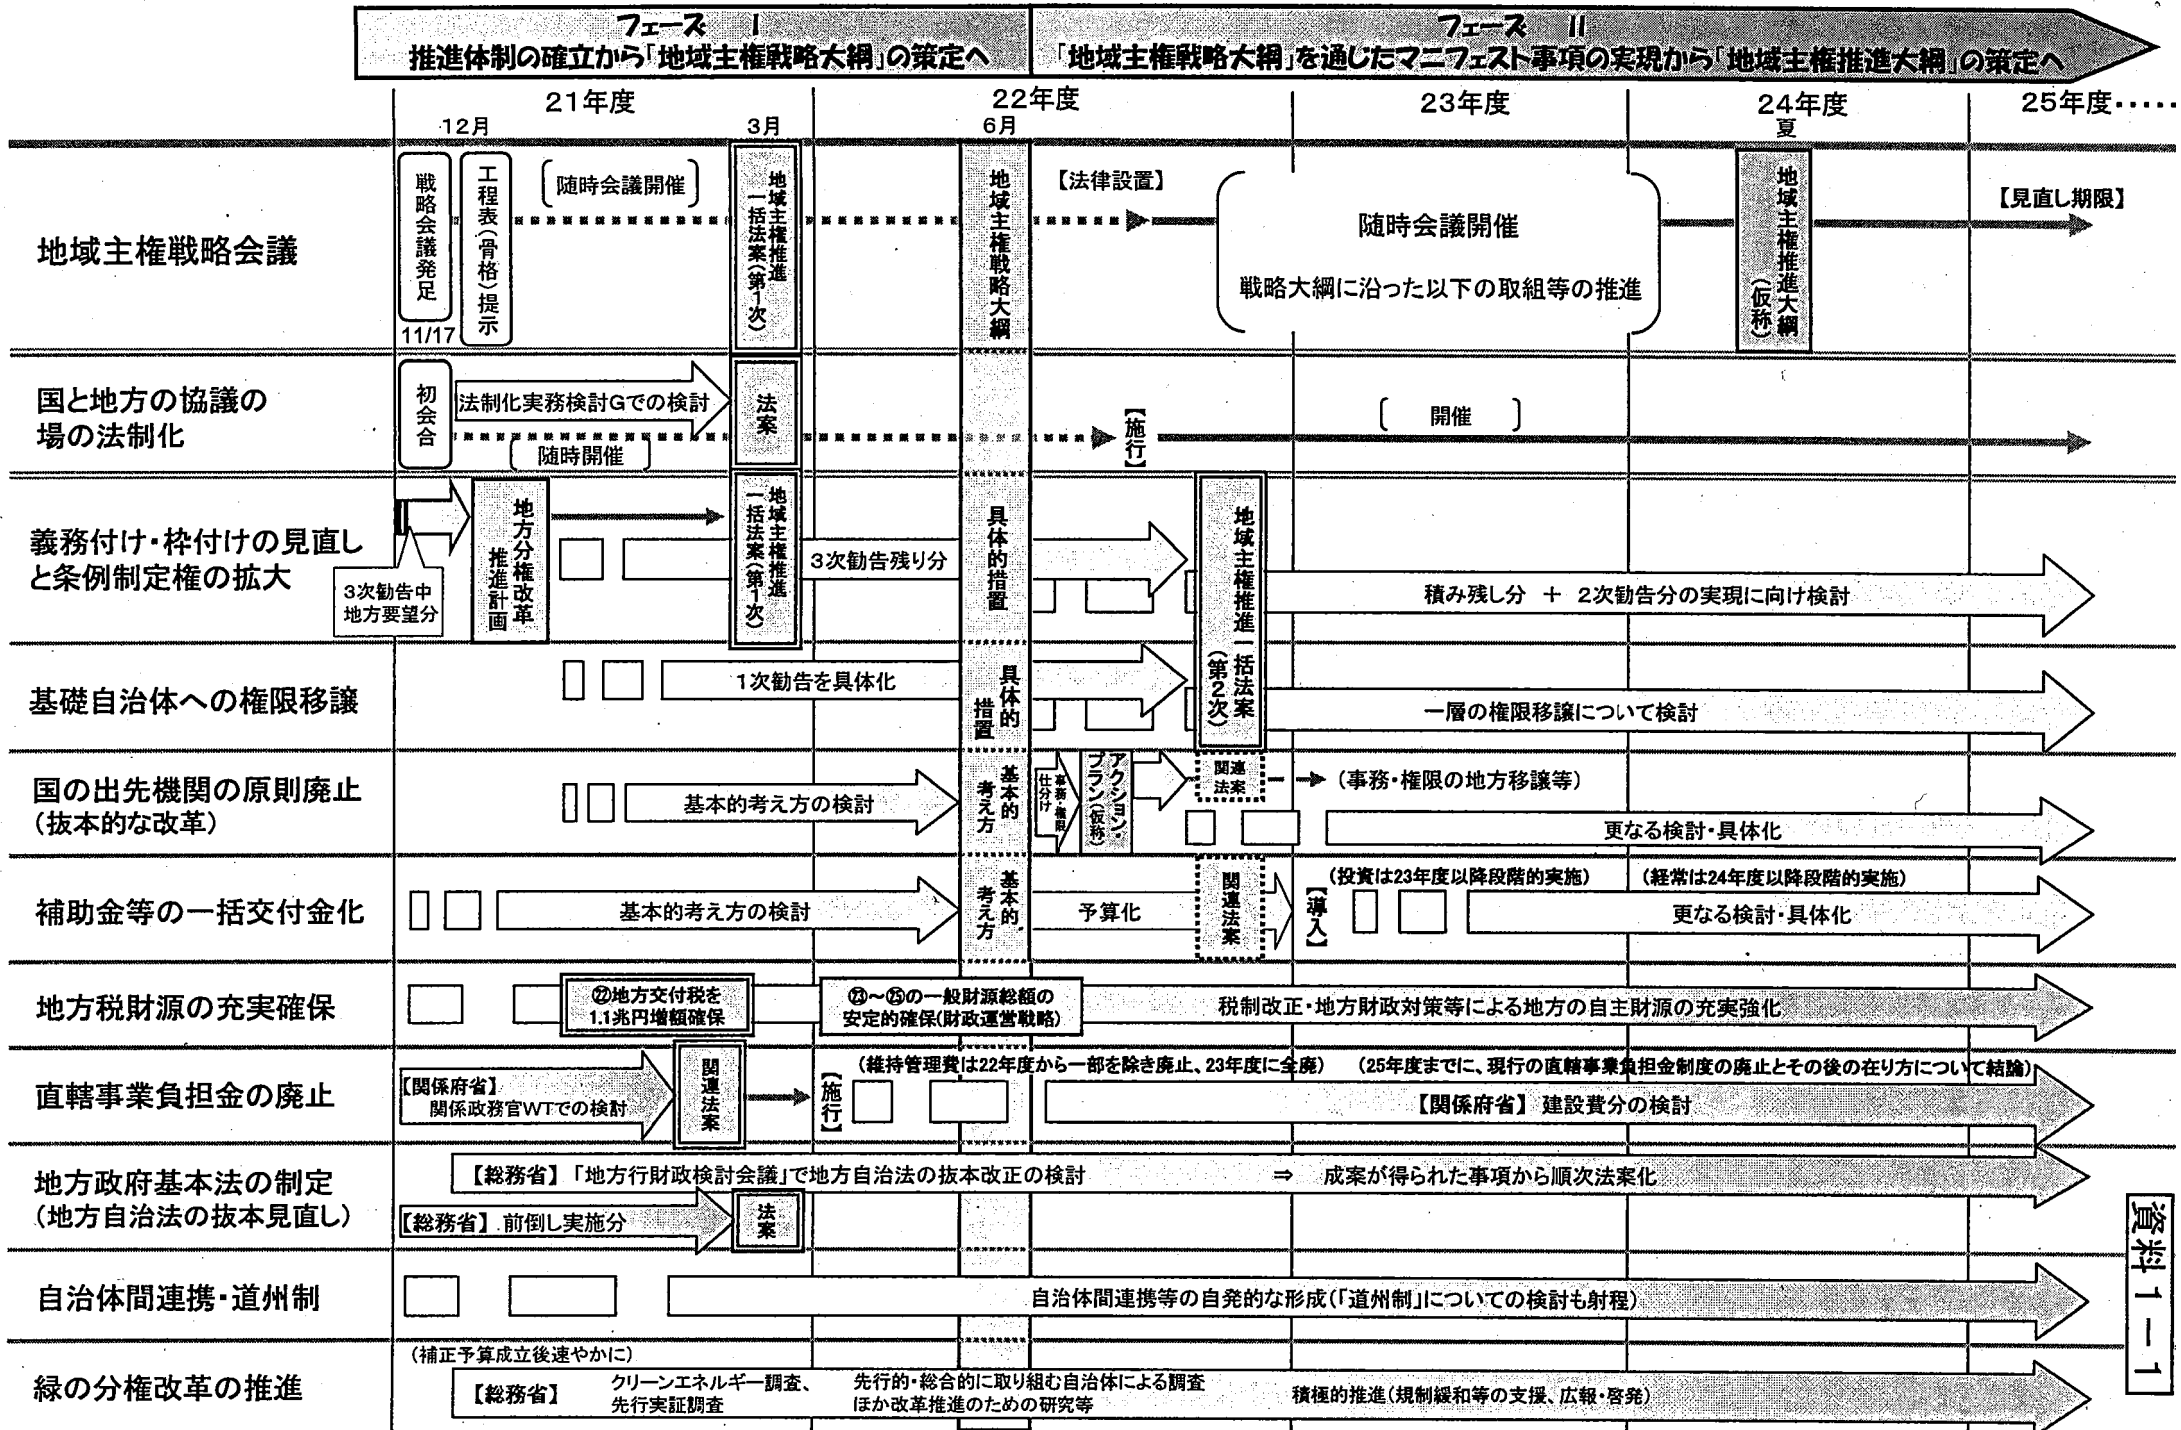 フェーズ Ⅰ
推進体制の確立から「地域主権戦略大綱」の策定へ
フェーズ Ⅱ
「地域主権戦略大綱」を通じたマニフェスト事項の実現から「地域主権推進大綱」の策定へ
21年度
22年度
23年度
24年度
25年度・・・・・
12月
3月
6月
夏
地域主権戦略会議
戦略会議発足
11/17
工程表(骨格)提示
随時会議開催
地域主権推進
一括法案(第1次)
地域主権戦略大綱
【法律設置】
随時会議開催
戦略大綱に沿った以下の取組等の推進
地域主権推進大綱
(仮称)
【見直し期限】
国と地方の協議の
場の法制化
初会合
法制化実務検討Gでの検討
随時開催
法案
【施行】
開催
義務付け・枠付けの見直し
と条例制定権の拡大
3次勧告中
地方要望分
地方分権改革
推進計画
地域主権推進
一括法案(第1次)
3次勧告残り分
具体的措置
地域主権推進一括法案
(第2次)
積み残し分 + 2次勧告分の実現に向け検討
基礎自治体への権限移譲
1次勧告を具体化
具体的
措置
一層の権限移譲について検討
国の出先機関の原則廃止
(抜本的な改革)
基本的考え方の検討
基本的
考え方
事務・権限
仕分け
アクション・
プラン(仮称)
関連
法案
(事務・権限の地方移譲等)
更なる検討・具体化
補助金等の一括交付金化
基本的考え方の検討
基本的
考え方
予算化
関連法案
【導入】
(投資は23年度以降段階的実施)
(経常は24年度以降段階的実施)
更なる検討・具体化
地方税財源の充実確保
㉒地方交付税を
1.1兆円増額確保
㉓～㉕の一般財源総額の
安定的確保(財政運営戦略)
税制改正・地方財政対策等による地方の自主財源の充実強化
直轄事業負担金の廃止
【関係府省】
関係政務官WTでの検討
関連法案
【施行】
(維持管理費は22年度から一部を除き廃止、23年度に全廃)
(25年度までに、現行の直轄事業負担金制度の廃止とその後の在り方について結論)
【関係府省】 建設費分の検討
地方政府基本法の制定
(地方自治法の抜本見直し)
【総務省】「地方行財政検討会議」で地方自治法の抜本改正の検討
⇒ 成案が得られた事項から順次法案化
【総務省】 前倒し実施分
法案
自治体間連携・道州制
自治体間連携等の自発的な形成(「道州制」についての検討も射程)
緑の分権改革の推進
(補正予算成立後速やかに)
【総務省】
クリーンエネルギー調査、
先行実証調査
先行的・総合的に取り組む自治体による調査
ほか改革推進のための研究等
積極的推進(規制緩和等の支援、広報・啓発)
資料1－1